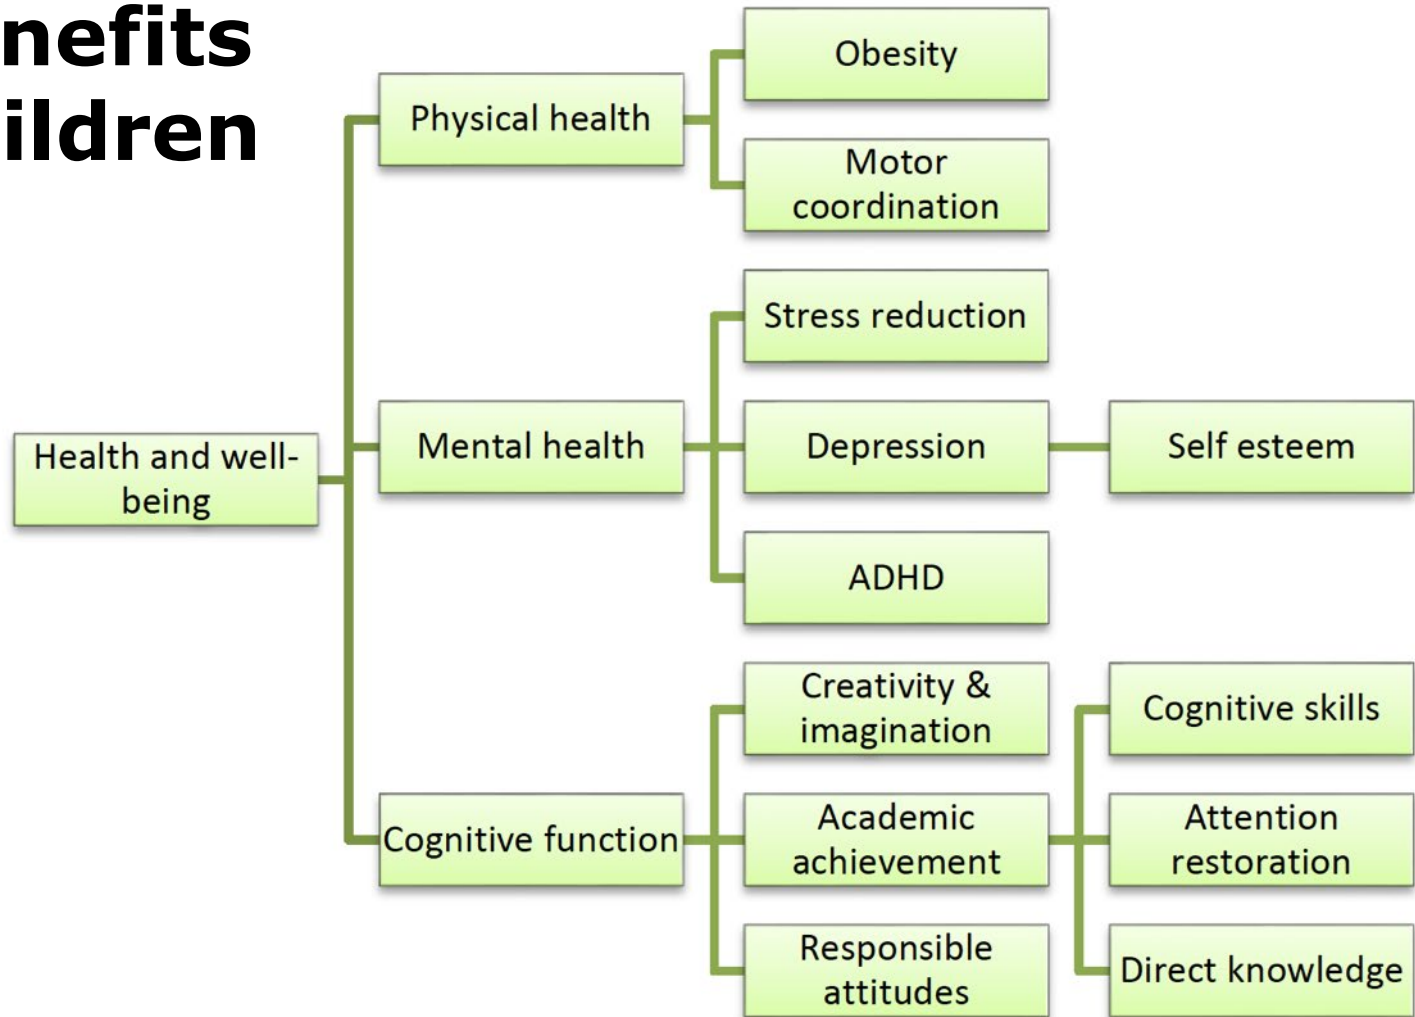 nefits
ildren
Obesity
Physical health
Motor
coordination
Stress reduction
Health and well-
being
Mental health
Depression
Self esteem
ADHD
Creativity &
imagination
Cognitive skills
Cognitive function
Academic
achievement
Attention
restoration
Responsible
attitudes
Direct knowledge